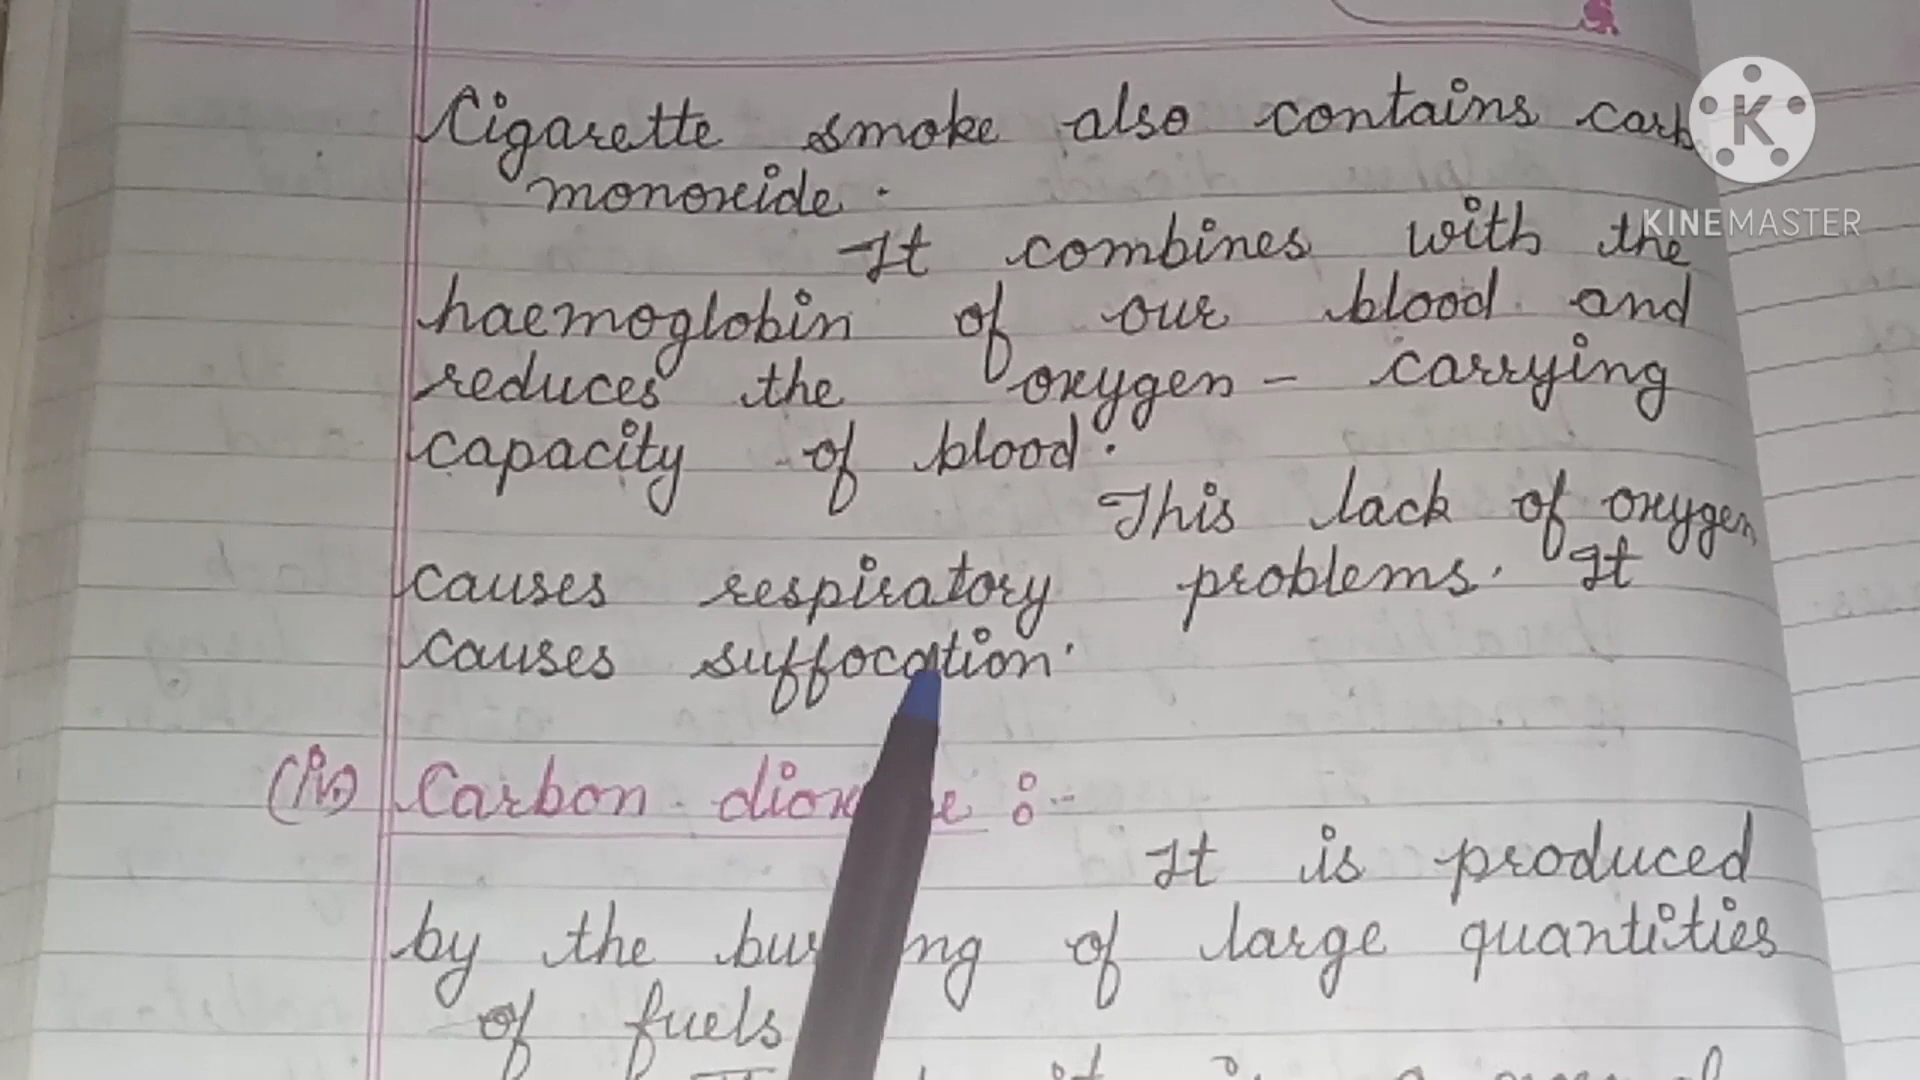 Cigarette smoke also contains carb
monoxide.
It combines with the
haemoglobin of our blood and
reduces the oxygen - carrying
capacity of blood.
This lack of oxygen
causes respiratory problems. It
causes suffocation.
(iv) Carbon dioxide :-
It is produced
by the burning of large quantities
of fuels
K
KINEMASTER